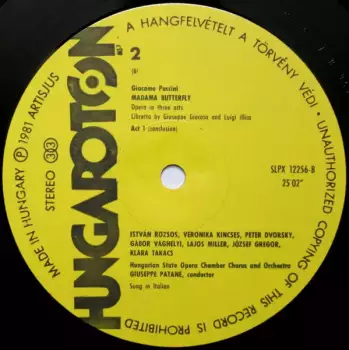 A HANGFELVÉTELT A TÖRVÉNY VÉDI · UNAUTHORIZED COPYING OF THIS RECORD IS PROHIBITED
MADE IN HUNGARY Ⓟ 1981 ARTISJUS
STEREO 33
HUNGAROTON
2
Giacomo Puccini
MADAMA BUTTERFLY
Opera in three acts
Libretto by Giuseppe Giacosa and Luigi Illica
Act I (conclusion)
SLPX 12256-B
25'02"
ISTVÁN ROZSOS, VERONIKA KINCSES, PETER DVORSKY,
GÁBOR VÁGHELYI, LAJOS MILLER, JÓZSEF GREGOR,
KLÁRA TAKÁCS
Hungarian State Opera Chamber Chorus and Orchestra
GIUSEPPE PATANÉ, conductor
Sung in Italian